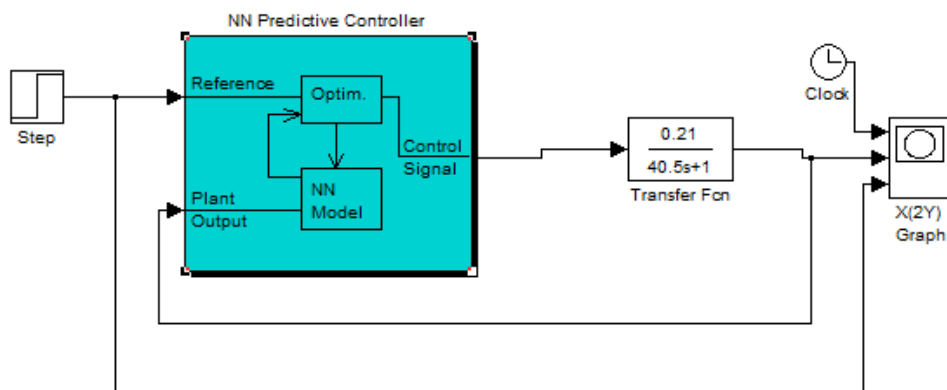 NN Predictive Controller
Step
Reference
Optim.
Control
Signal
NN
Model
Plant
Output
0.21
40.5s+1
Transfer Fcn
Clock
X(2Y)
Graph